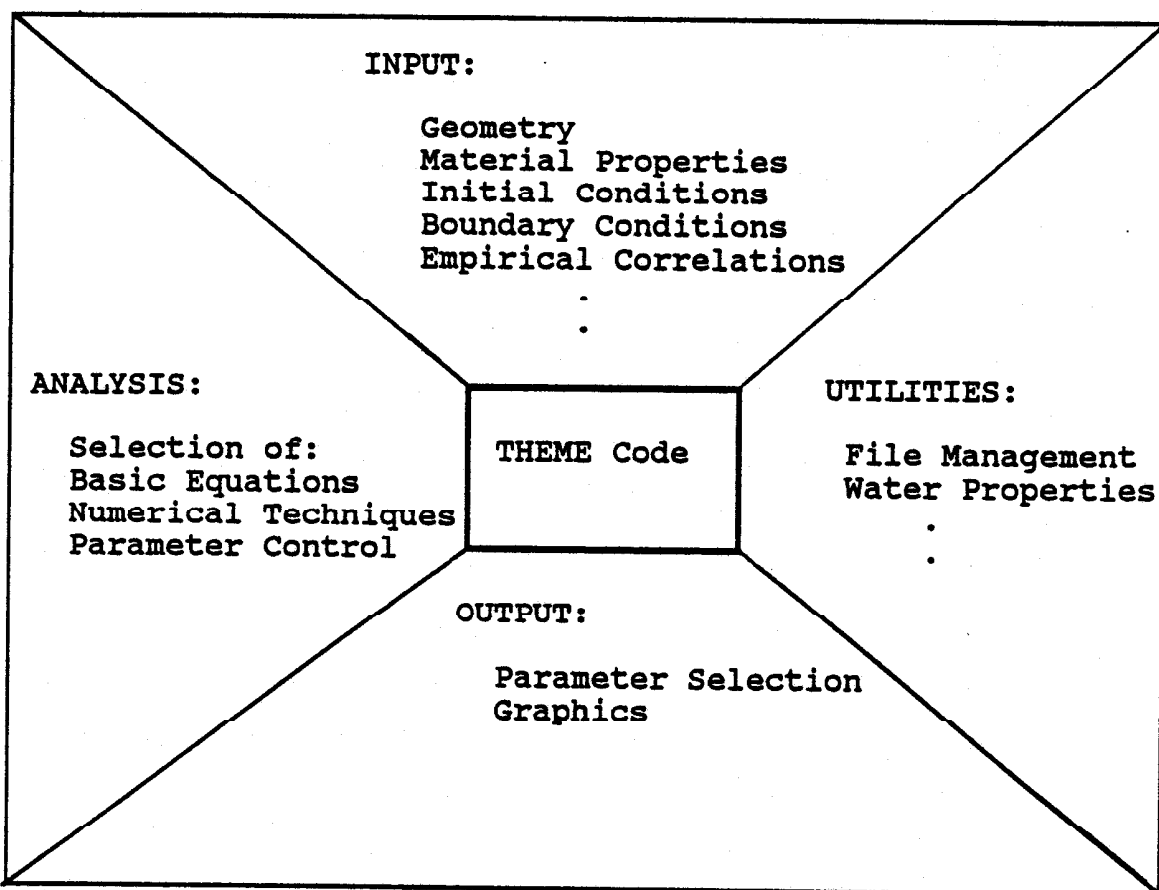 INPUT:
Geometry
Material Properties
Initial Conditions
Boundary Conditions
Empirical Correlations
ANALYSIS:
Selection of:
Basic Equations
Numerical Techniques
Parameter Control
THEME Code
UTILITIES:
File Management
Water Properties
OUTPUT:
Parameter Selection
Graphics